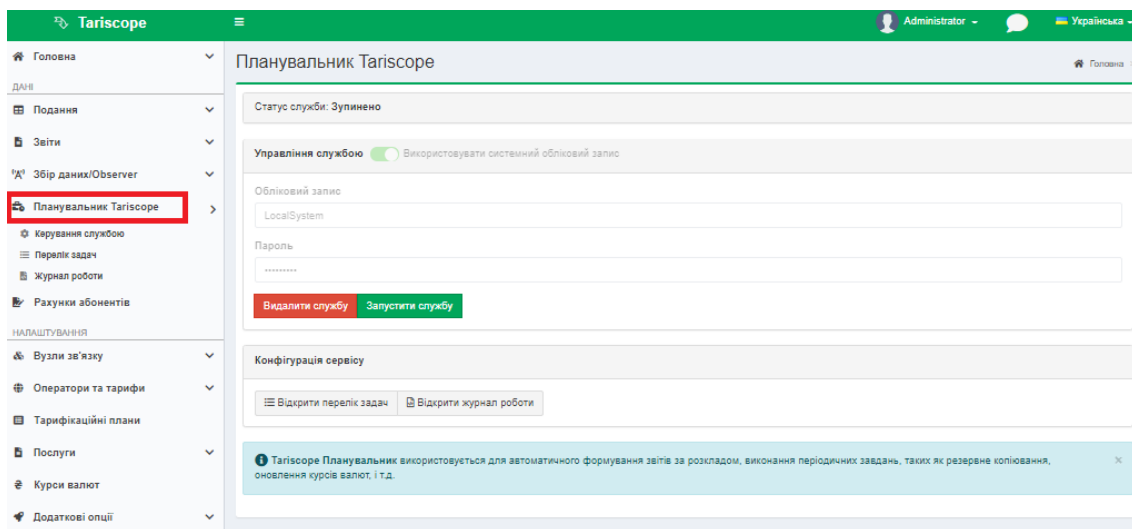 Tariscope
Administrator
Українська
Головна
ДАНІ
Подання
Звіти
Збір даних/Observer
Планувальник Tariscope
Керування службою
Перелік задач
Журнал роботи
Рахунки абонентів
НАЛАШТУВАННЯ
Вузли зв'язку
Оператори та тарифи
Тарифікаційні плани
Послуги
Курси валют
Додаткові опції
Планувальник Tariscope
Головна
Статус служби: Зупинено
Управління службою Використовувати системний обліковий запис
Обліковий запис
LocalSystem
Пароль
Видалити службу Запустити службу
Конфігурація сервісу
Відкрити перелік задач Відкрити журнал роботи
Tariscope Планувальник використовується для автоматичного формування звітів за розкладом, виконання періодичних завдань, таких як резервне копіювання,
оновлення курсів валют, і т.д.